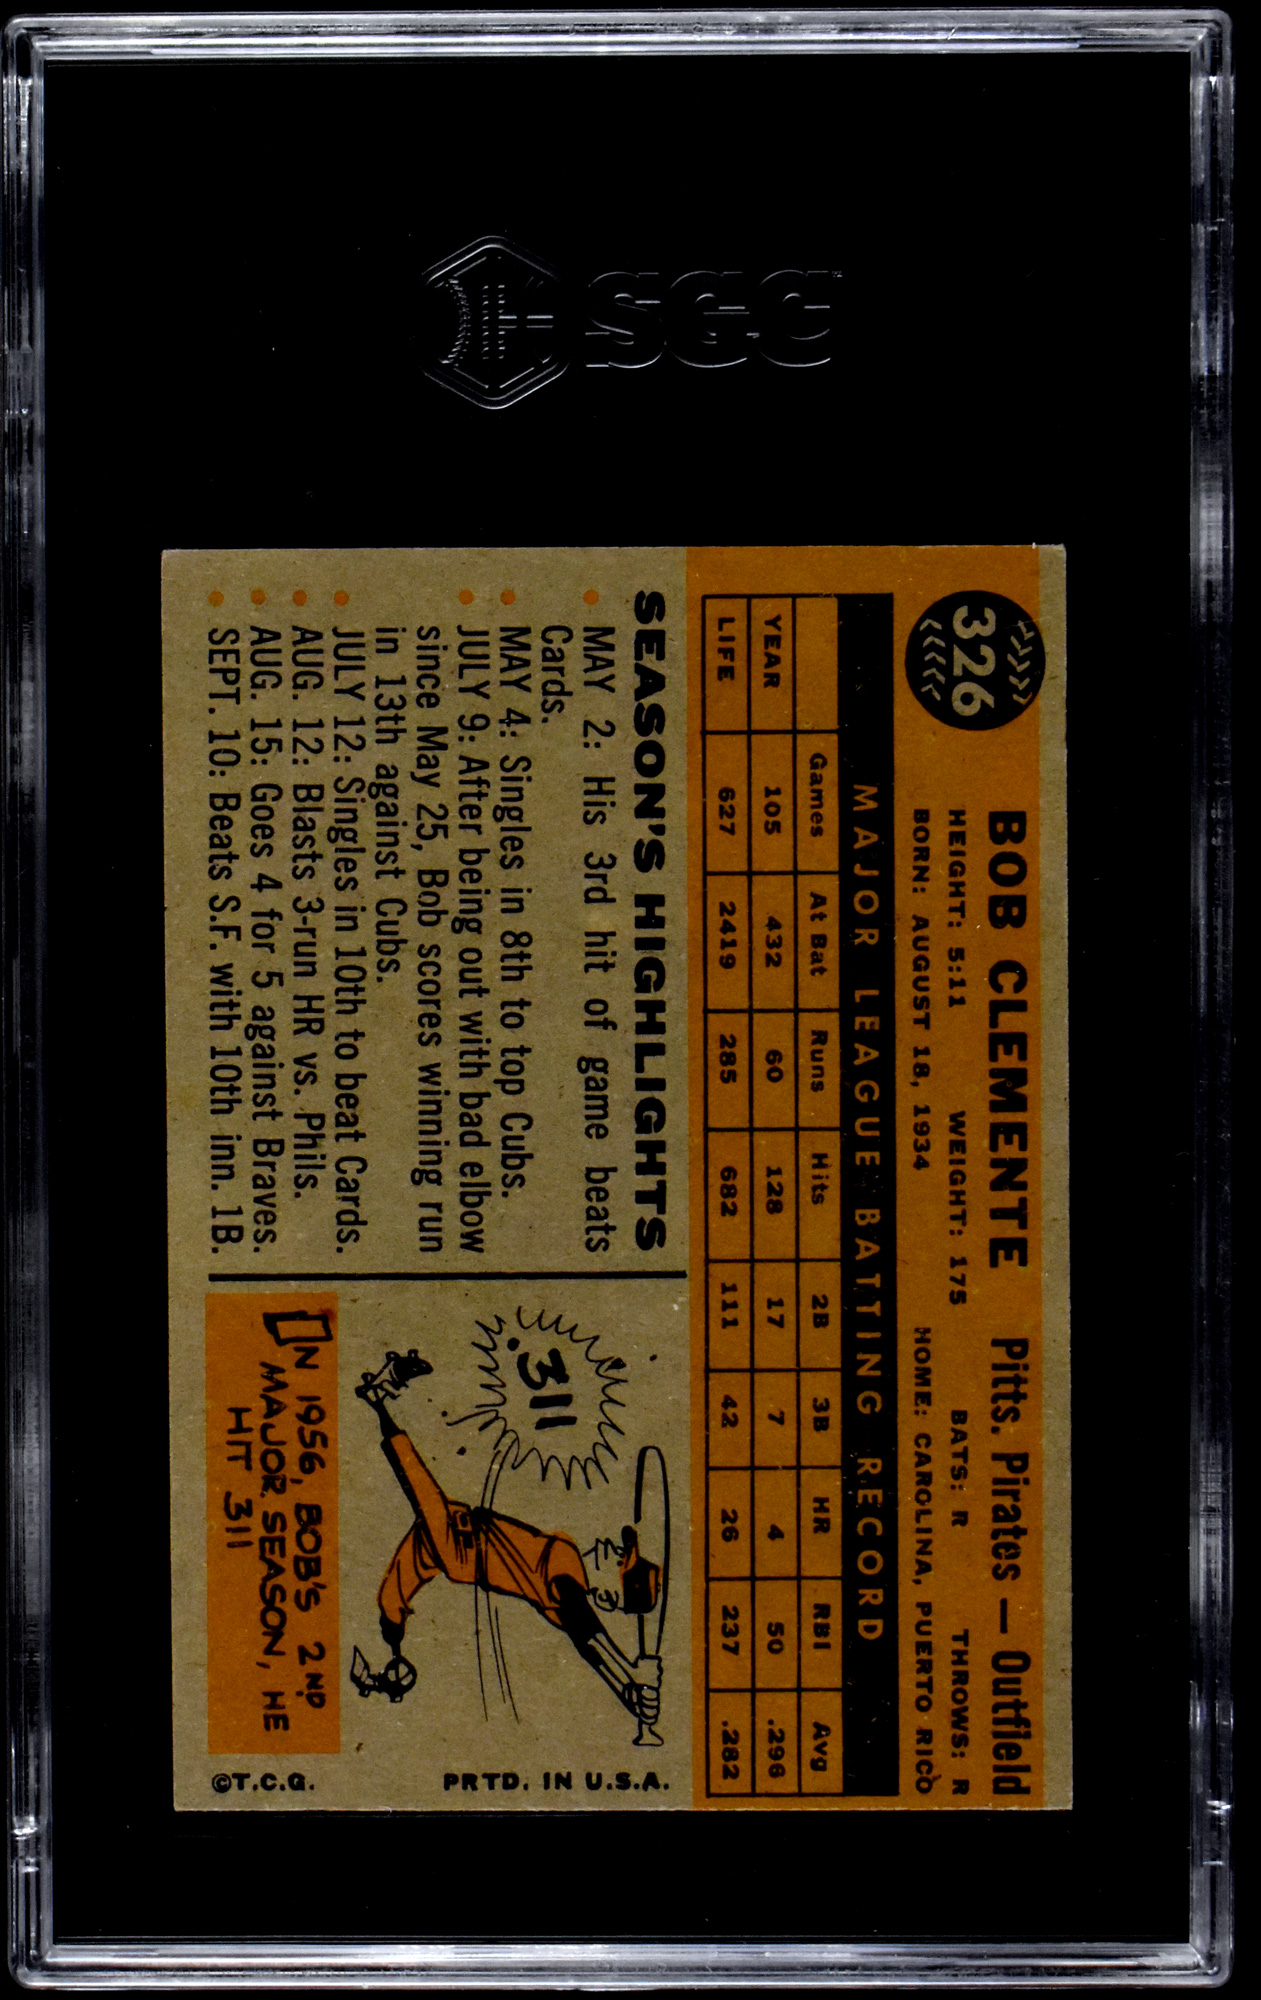 SGC
326
BOB CLEMENTE Pitts. Pirates — Outfield
HEIGHT: 5:11 WEIGHT: 175 BATS: R THROWS: R
BORN: AUGUST 18, 1934 HOME: CAROLINA, PUERTO RICO
MAJOR LEAGUE BATTING RECORD
Games At Bat Runs Hits 2B 3B HR RBI Avg
YEAR 105 432 60 128 17 7 4 50 .296
LIFE 627 2419 285 682 111 42 26 237 .282
SEASON'S HIGHLIGHTS
MAY 2: His 3rd hit of game beats
Cards.
MAY 4: Singles in 8th to top Cubs.
JULY 9: After being out with bad elbow
since May 25, Bob scores winning run
in 13th against Cubs.
JULY 12: Singles in 10th to beat Cards.
AUG. 12: Blasts 3-run HR vs. Phils.
AUG. 15: Goes 4 for 5 against Braves.
SEPT. 10: Beats S.F. with 10th inn. 1B.
.311
IN 1956, BOB'S 2ND
MAJOR SEASON, HE
HIT 311
PRTD. IN U.S.A.
©T.C.G.